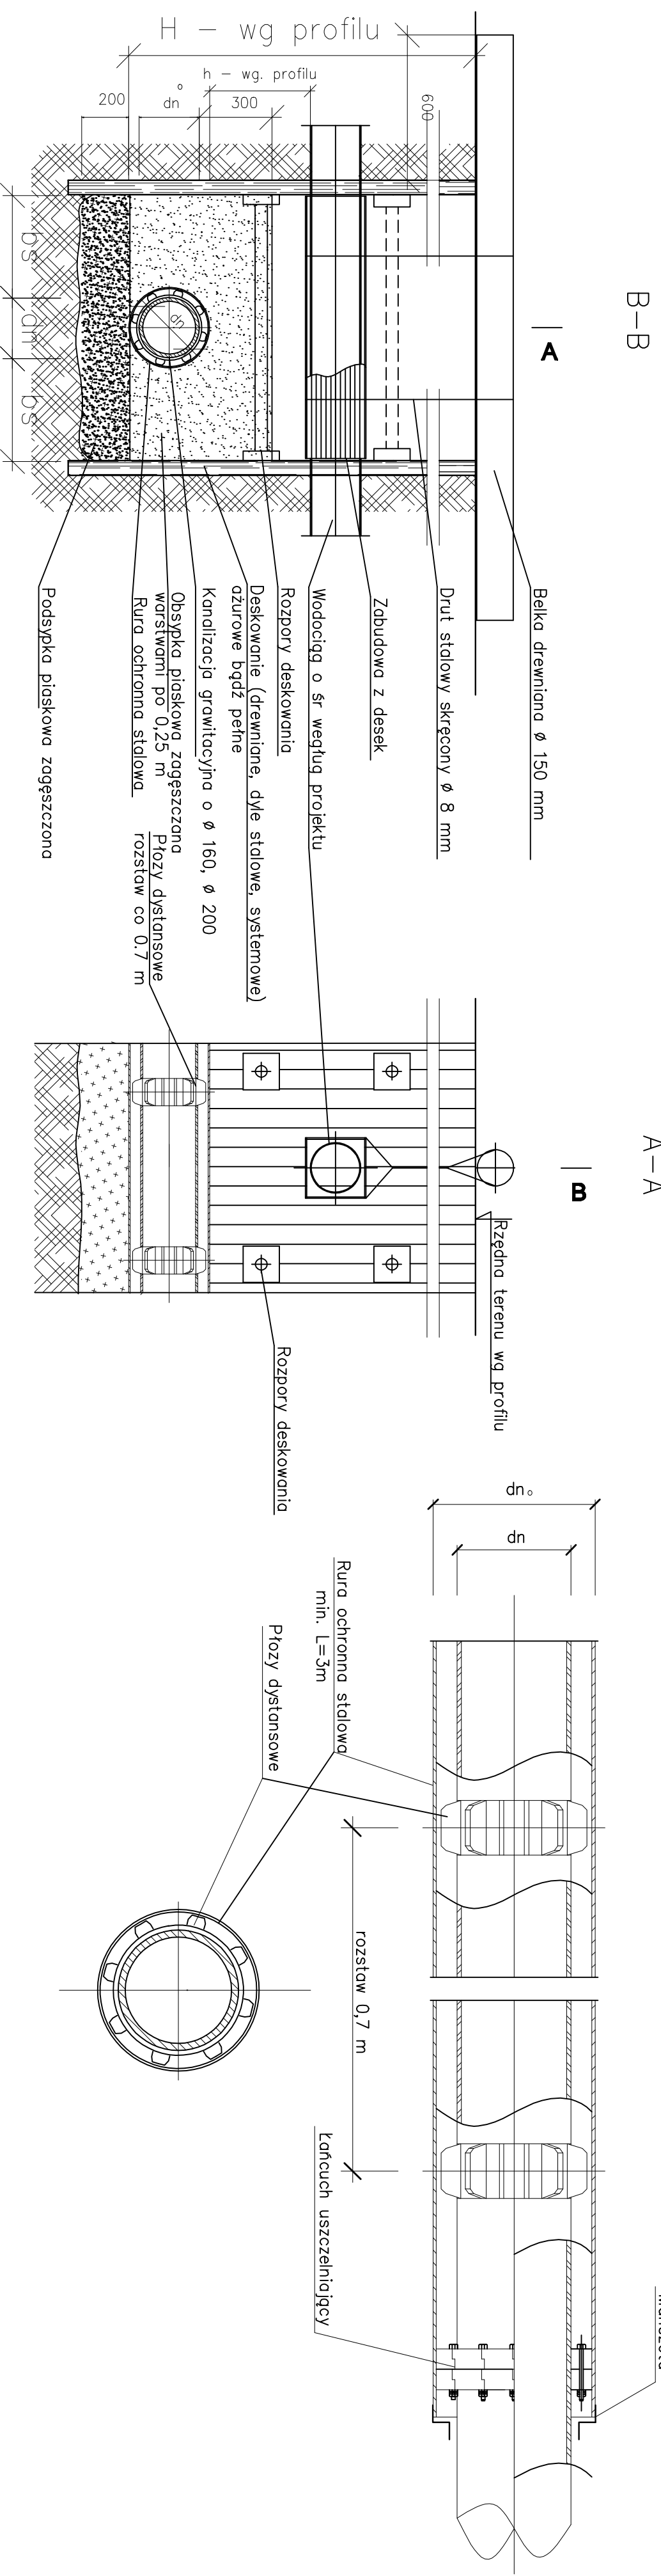 B-B
H - wg profilu
h - wg. profilu
200
dn°
300
600
bs
dn
bs
dn
A
Belka drewniana ø 150 mm
Drut stalowy skręcony ø 8 mm
Zabudowa z desek
Wodociąg o śr według projektu
Rozpory deskowania
Deskowanie (drewniane, dyle stalowe, systemowe)
ażurowe bądź pełne
Kanalizacja grawitacyjna o ø 160, ø 200
Obsypka piaskowa zagęszczana
warstwami po 0,25 m
Rura ochronna stalowa
Podsypka piaskowa zagęszczona
Płozy dystansowe
rozstaw co 0.7 m
A-A
B
Rzędna terenu wg profilu
Rozpory deskowania
dn₀
dn
Rura ochronna stalowa
min. L=3m
Płozy dystansowe
rozstaw 0,7 m
Łańcuch uszczelniający